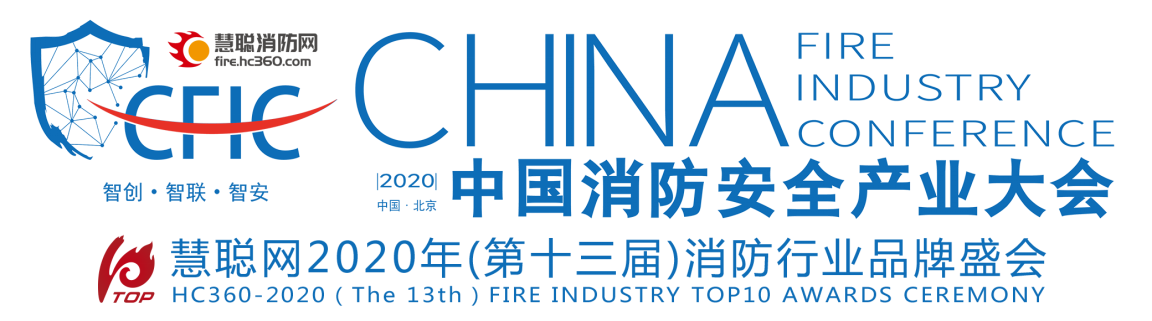 慧聪消防网
fire.hc360.com
CFIC
智创·智联·智安
CHINA
FIRE
INDUSTRY
CONFERENCE
|2020|
中国·北京
中国消防安全产业大会
TOP
慧聪网2020年(第十三届)消防行业品牌盛会
HC360-2020 ( The 13th ) FIRE INDUSTRY TOP10 AWARDS CEREMONY